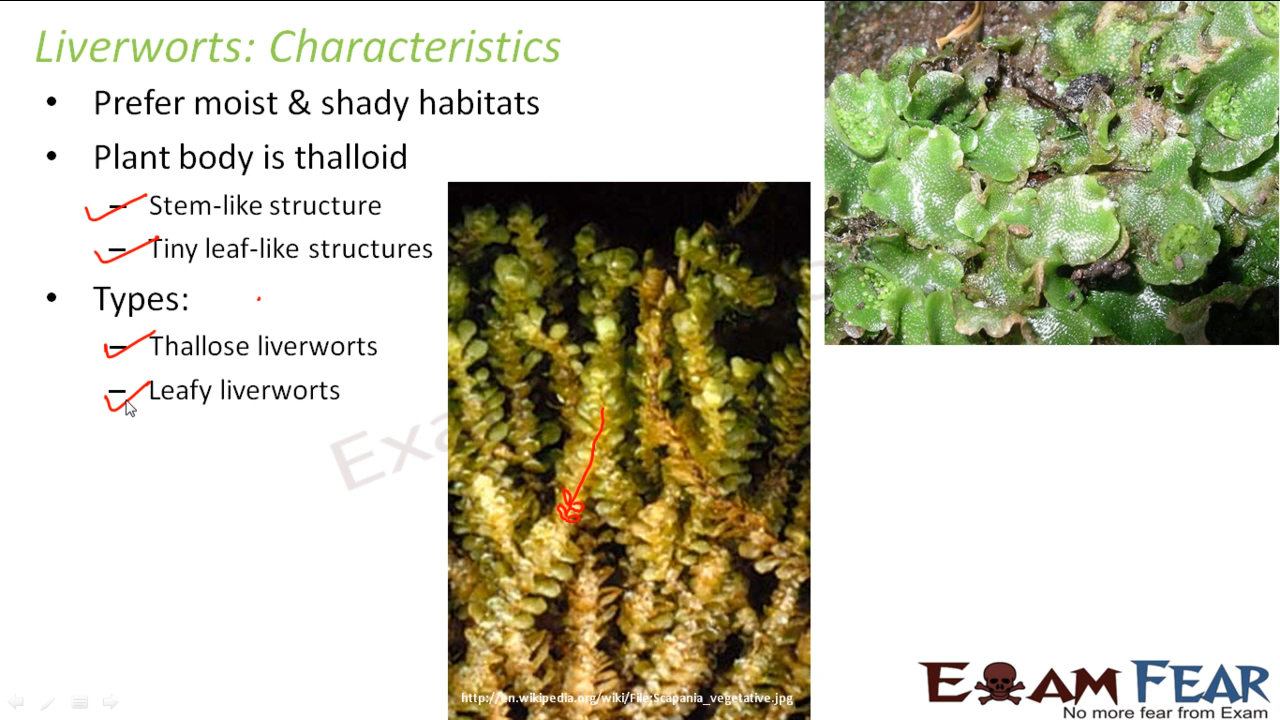 Liverworts: Characteristics
• Prefer moist & shady habitats
• Plant body is thalloid
– Stem-like structure
– Tiny leaf-like structures
• Types:
– Thallose liverworts
– Leafy liverworts
Exa
http://en.wikipedia.org/wiki/File:Scapania_vegetative.jpg
EXAM FEAR
No more fear from Exam